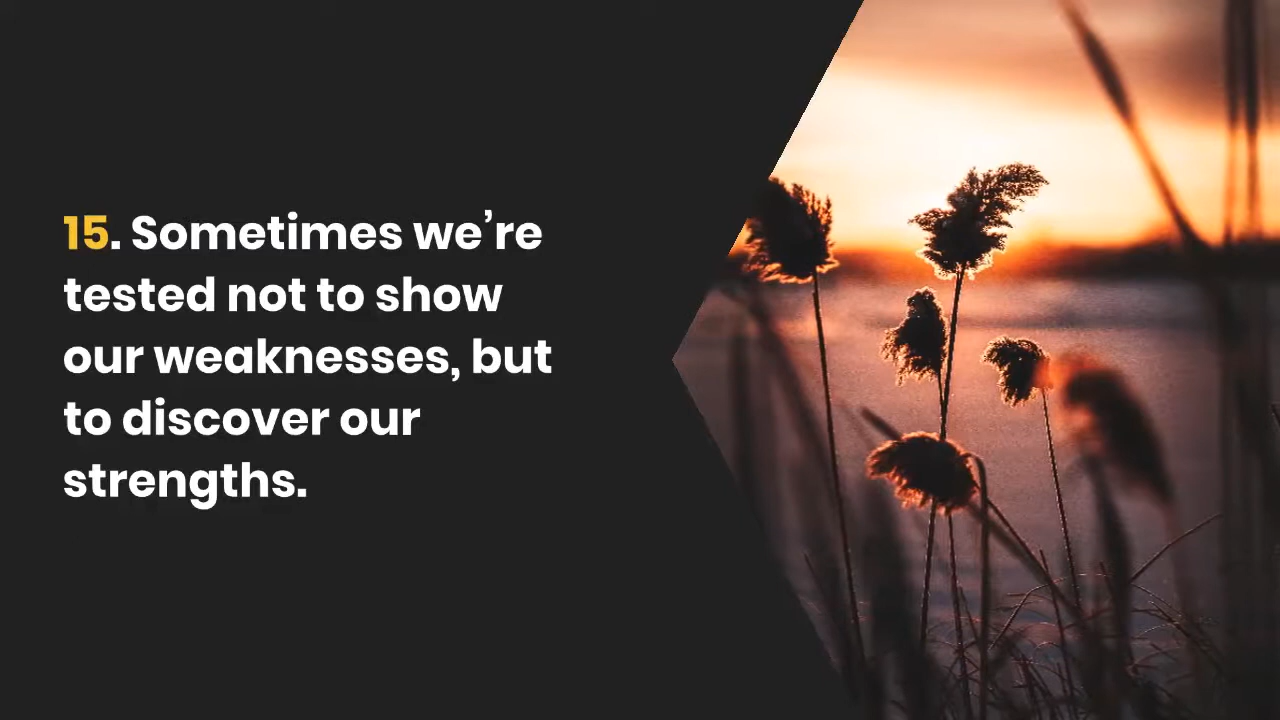 15. Sometimes we’re
tested not to show
our weaknesses, but
to discover our
strengths.